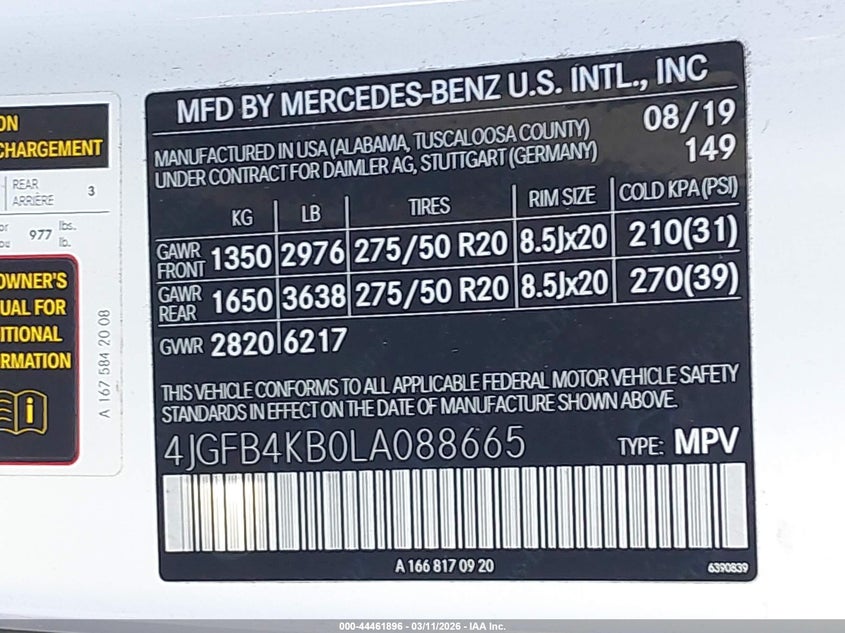 ON
CHARGEMENT
REAR
ARRIÈRE
3
977 lbs.
lb.
OWNER'S
UAL FOR
ITIONAL
RMATION
A 167 584 20 08
MFD BY MERCEDES-BENZ U.S. INTL., INC
MANUFACTURED IN USA (ALABAMA, TUSCALOOSA COUNTY) 08/19
UNDER CONTRACT FOR DAIMLER AG, STUTTGART (GERMANY) 149
KG LB TIRES RIM SIZE COLD KPA (PSI)
GAWR FRONT 1350 2976 275/50 R20 8.5Jx20 210(31)
GAWR REAR 1650 3638 275/50 R20 8.5Jx20 270(39)
GVWR 2820 6217
THIS VEHICLE CONFORMS TO ALL APPLICABLE FEDERAL MOTOR VEHICLE SAFETY
STANDARDS IN EFFECT ON THE DATE OF MANUFACTURE SHOWN ABOVE.
4JGFB4KB0LA088665 TYPE: MPV
A 166 817 09 20 6390839
000-44461896 - 03/11/2026 - IAA Inc.